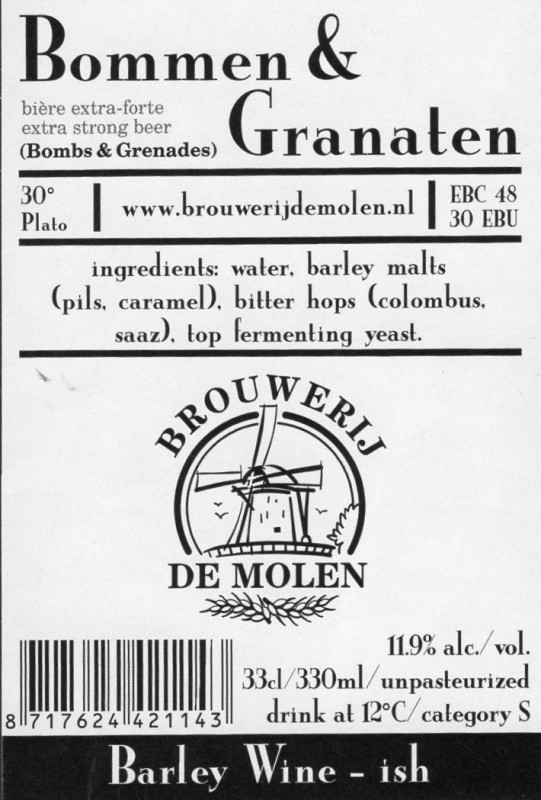 Bommen &
bière extra-forte
extra strong beer
(Bombs & Grenades)
Granaten
30°
Plato
www.brouwerijdemolen.nl
EBC 48
30 EBU
ingredients: water, barley malts
(pils, caramel), bitter hops (colombus,
saaz), top fermenting yeast.
BROUWERIJ
DE MOLEN
11.9% alc./vol.
33cl/330ml/unpasteurized
drink at 12°C/category S
8 717624 421143
Barley Wine - ish